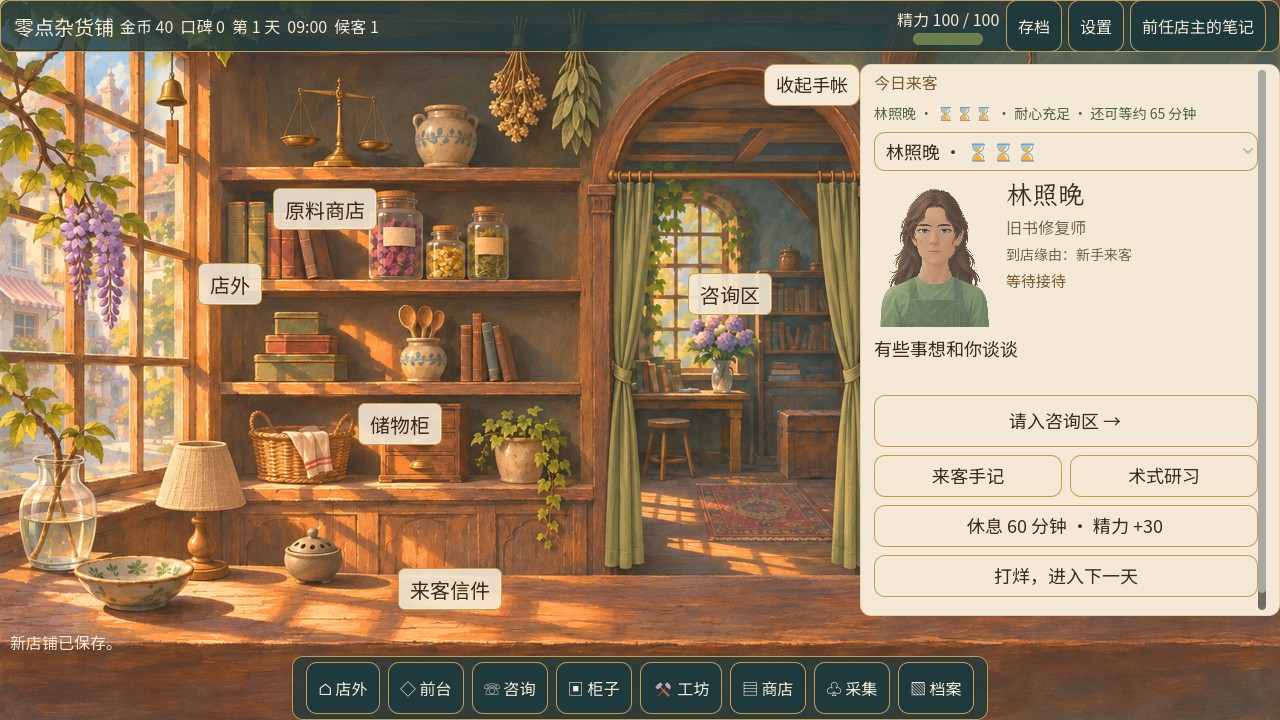 零点杂货铺 金币 40 口碑 0 第 1 天 09:00 候客 1
精力 100 / 100
存档
设置
前任店主的笔记
收起手帐
今日来客
林照晚 · ⏳⏳⏳ · 耐心充足 · 还可等约 65 分钟
林照晚 · ⏳⏳⏳
林照晚
旧书修复师
到店缘由：新手来客
等待接待
有些事想和你谈谈
请入咨询区 →
来客手记
术式研习
休息 60 分钟 · 精力 +30
打烊，进入下一天
原料商店
店外
咨询区
储物柜
来客信件
新店铺已保存。
店外
前台
咨询
柜子
工坊
商店
采集
档案